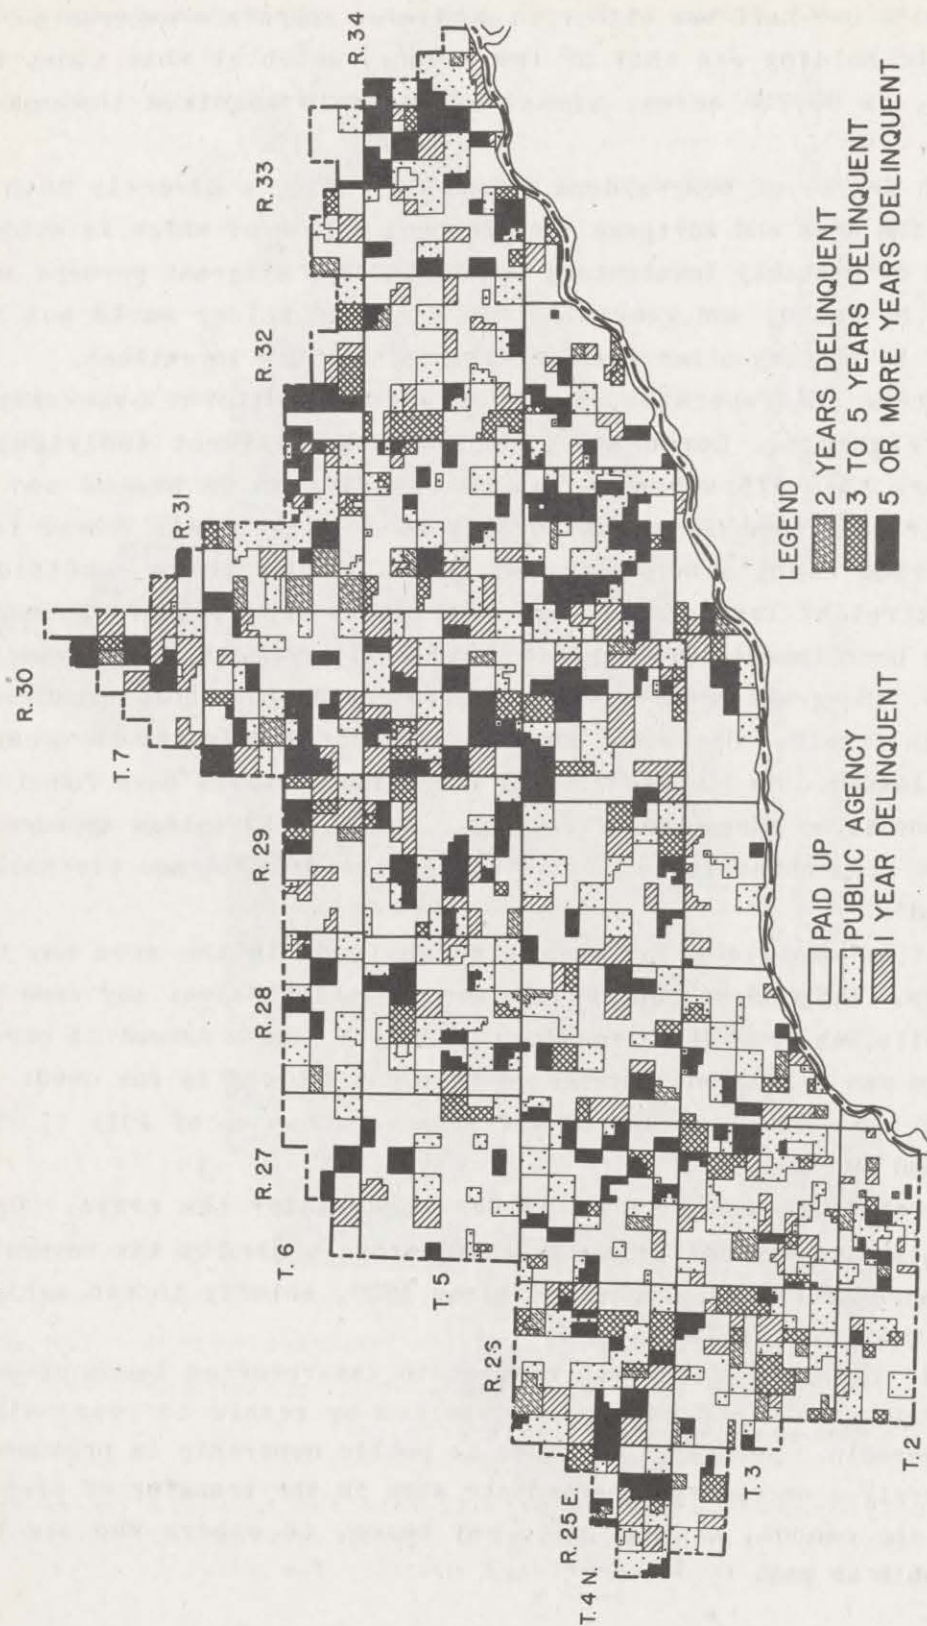 R.30
T.7
R.31
R.32
R.33
R.34
R.29
R.28
R.27
T.6
T.5
R.26
R.25 E
T.4 N
T.3
T.2
LEGEND
PAID UP
PUBLIC AGENCY
1 YEAR DELINQUENT
2 YEARS DELINQUENT
3 TO 5 YEARS DELINQUENT
5 OR MORE YEARS DELINQUENT